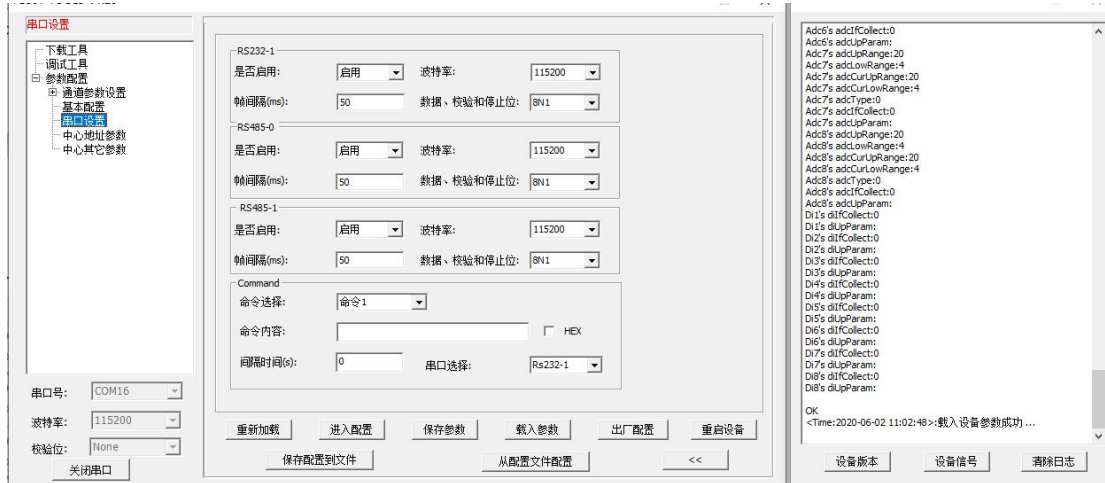 串口设置
下载工具
调试工具
参数配置
通道参数设置
基本配置
串口设置
中心地址参数
中心其它参数
串口号: COM16
波特率: 115200
校验位: None
关闭串口
RS232-1
是否启用: 启用 波特率: 115200
帧间隔(ms): 50 数据、校验和停止位: 8N1
RS485-0
是否启用: 启用 波特率: 115200
帧间隔(ms): 50 数据、校验和停止位: 8N1
RS485-1
是否启用: 启用 波特率: 115200
帧间隔(ms): 50 数据、校验和停止位: 8N1
Command
命令选择: 命令1
命令内容: HEX
间隔时间(s): 0 串口选择: Rs232-1
重新加载 进入配置 保存参数 载入参数 出厂配置 重启设备
保存配置到文件 从配置文件配置 <<
Adc6's adcIfCollect:0
Adc6's adcUpParam:
Adc7's adcUpRange:20
Adc7's adcLowRange:4
Adc7's adcCurUpRange:20
Adc7's adcCurLowRange:4
Adc7's adcType:0
Adc7's adcIfCollect:0
Adc7's adcUpParam:
Adc8's adcUpRange:20
Adc8's adcLowRange:4
Adc8's adcCurUpRange:20
Adc8's adcCurLowRange:4
Adc8's adcType:0
Adc8's adcIfCollect:0
Adc8's adcUpParam:
Di1's diIfCollect:0
Di1's diUpParam:
Di2's diIfCollect:0
Di2's diUpParam:
Di3's diIfCollect:0
Di3's diUpParam:
Di4's diIfCollect:0
Di4's diUpParam:
Di5's diIfCollect:0
Di5's diUpParam:
Di6's diIfCollect:0
Di6's diUpParam:
Di7's diIfCollect:0
Di7's diUpParam:
Di8's diIfCollect:0
Di8's diUpParam:
OK
<Time:2020-06-02 11:02:48>:载入设备参数成功 ...
设备版本 设备信号 清除日志